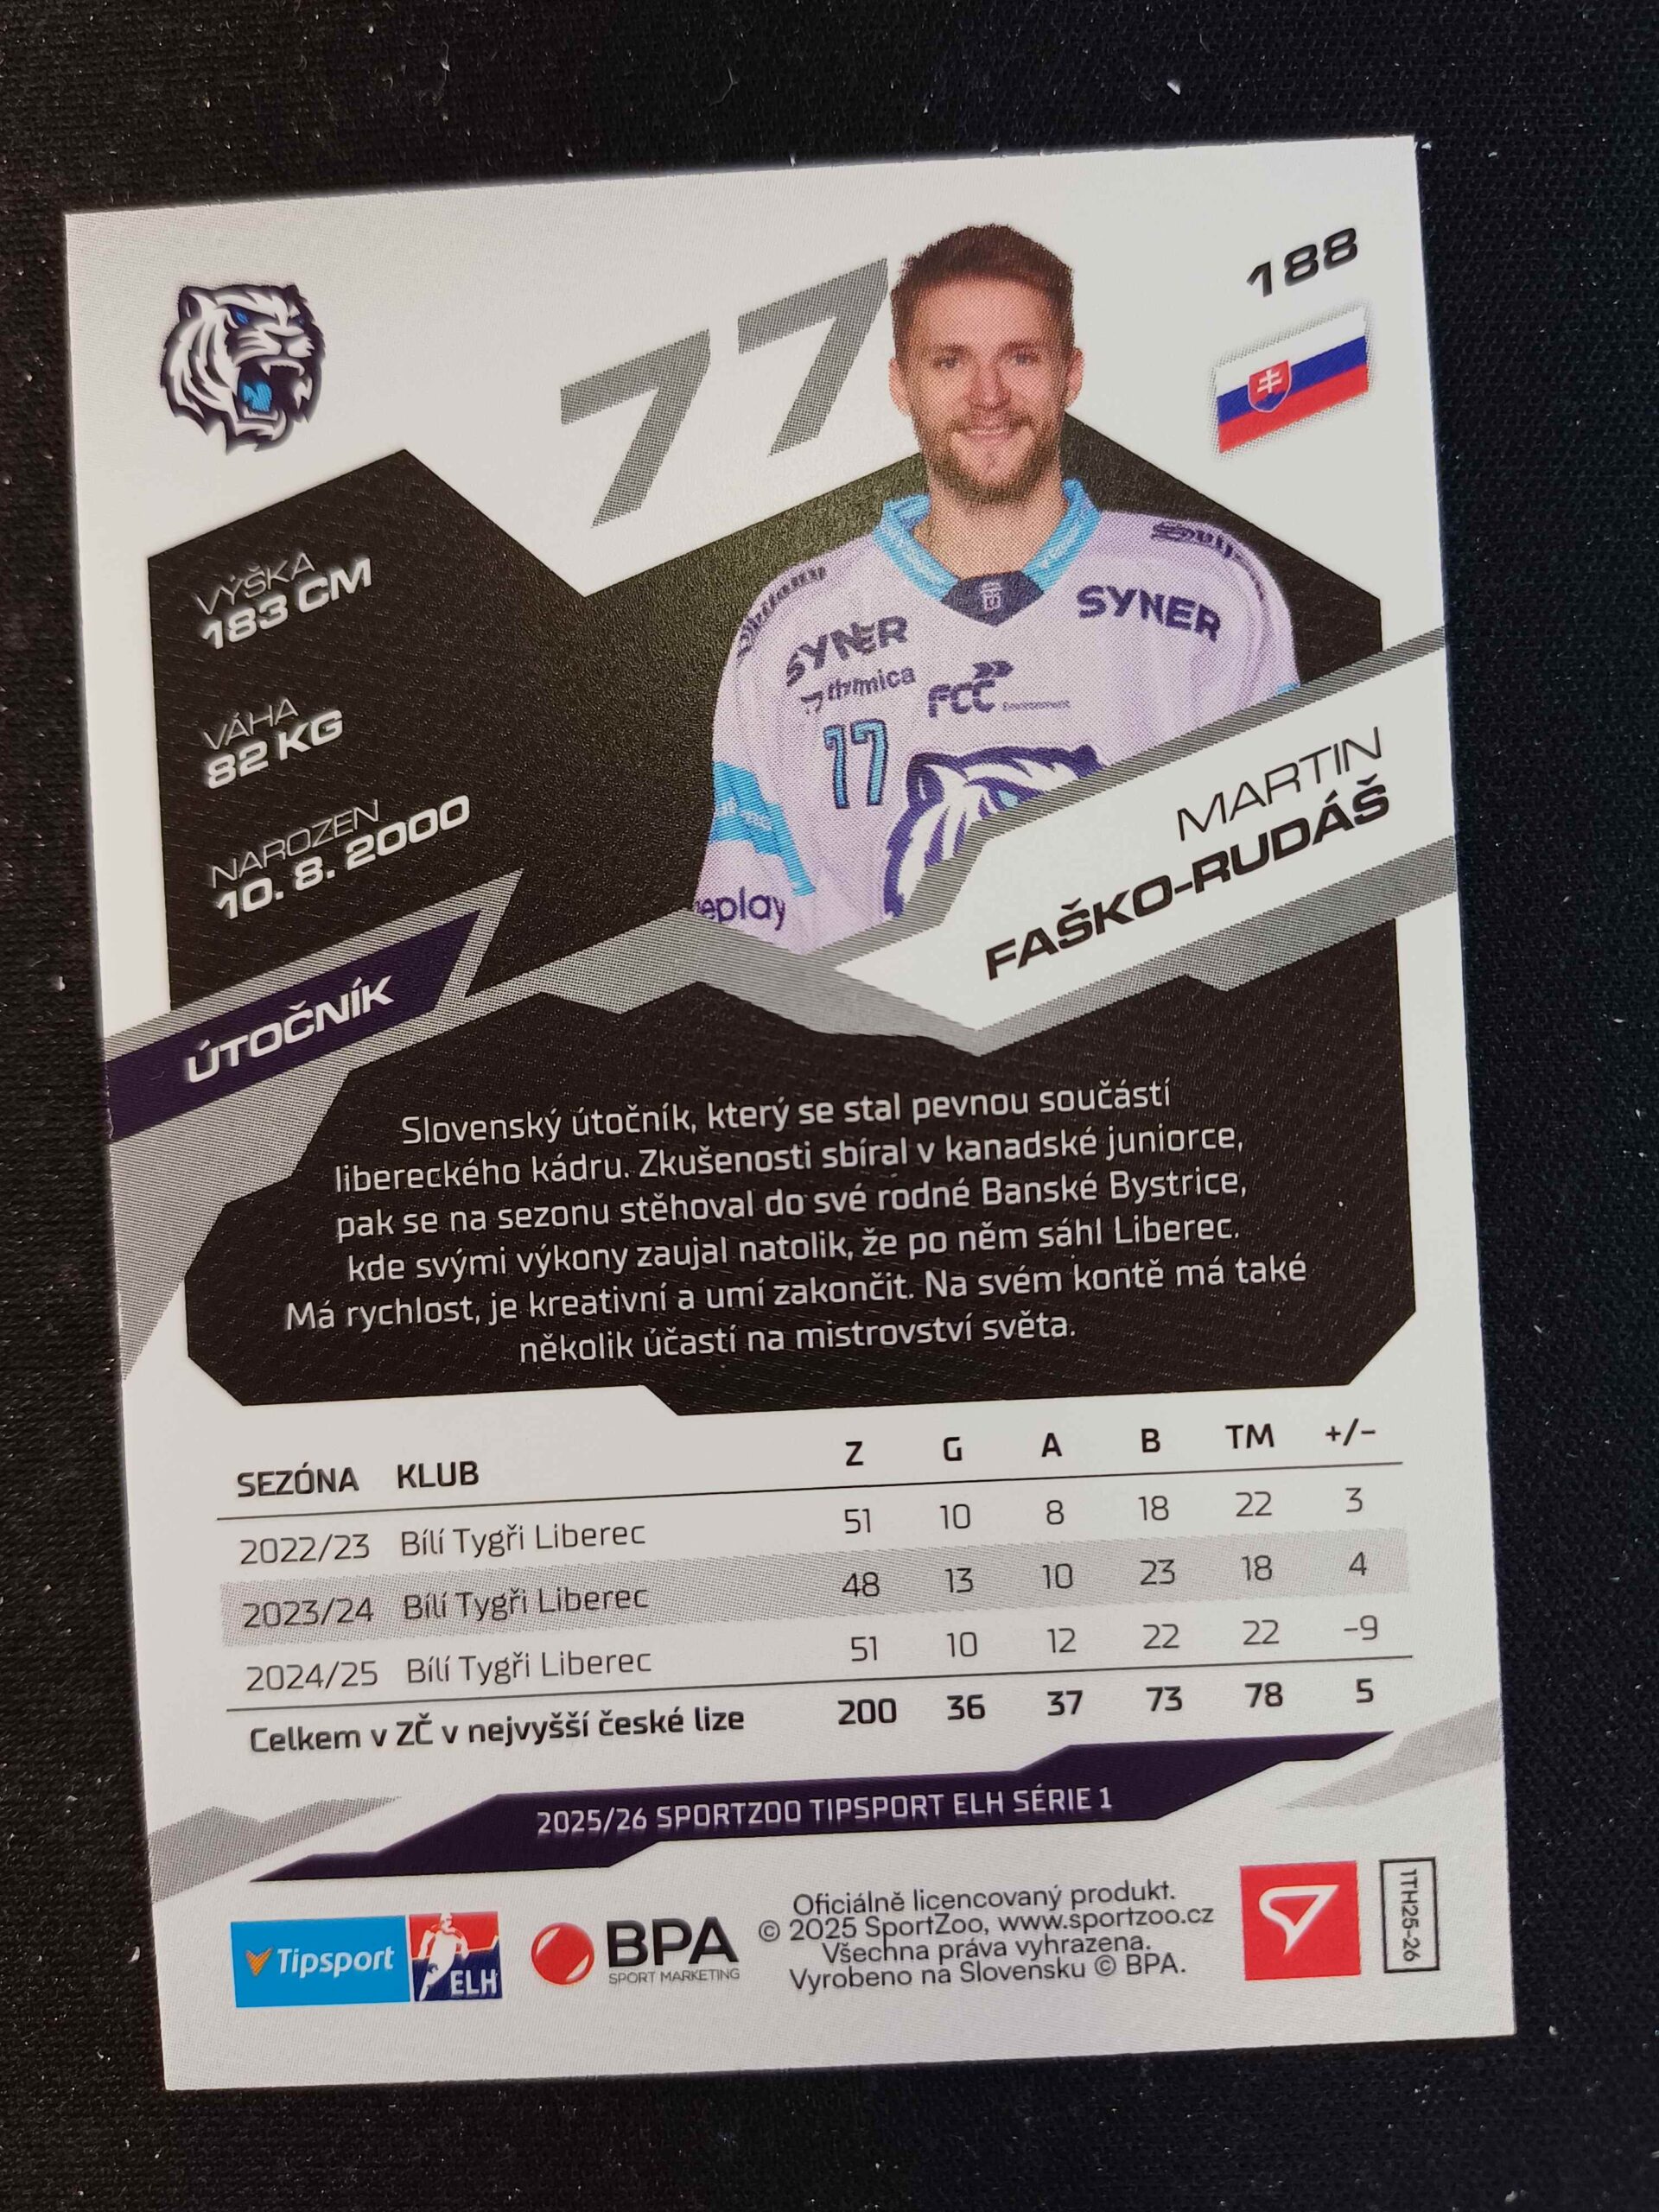 77
188
VÝŠKA
183 CM
VÁHA
82 KG
NAROZEN
10. 8. 2000
SYNER
SYNER
thrmica
FCC
Environment
77
eplay
MARTIN
FAŠKO-RUDÁŠ
ÚTOČNÍK
Slovenský útočník, který se stal pevnou součástí
libereckého kádru. Zkušenosti sbíral v kanadské juniorce,
pak se na sezonu stěhoval do své rodné Banské Bystrice,
kde svými výkony zaujal natolik, že po něm sáhl Liberec.
Má rychlost, je kreativní a umí zakončit. Na svém kontě má také
několik účastí na mistrovství světa.
SEZÓNA KLUB Z G A B TM +/-
2022/23 Bílí Tygři Liberec 51 10 8 18 22 3
2023/24 Bílí Tygři Liberec 48 13 10 23 18 4
2024/25 Bílí Tygři Liberec 51 10 12 22 22 -9
Celkem v ZČ v nejvyšší české lize 200 36 37 73 78 5
2025/26 SPORTZOO TIPSPORT ELH SÉRIE 1
Tipsport
ELH
BPA
SPORT MARKETING
Oficiálně licencovaný produkt.
© 2025 SportZoo, www.sportzoo.cz
Všechna práva vyhrazena.
Vyrobeno na Slovensku © BPA.
1TH25-26